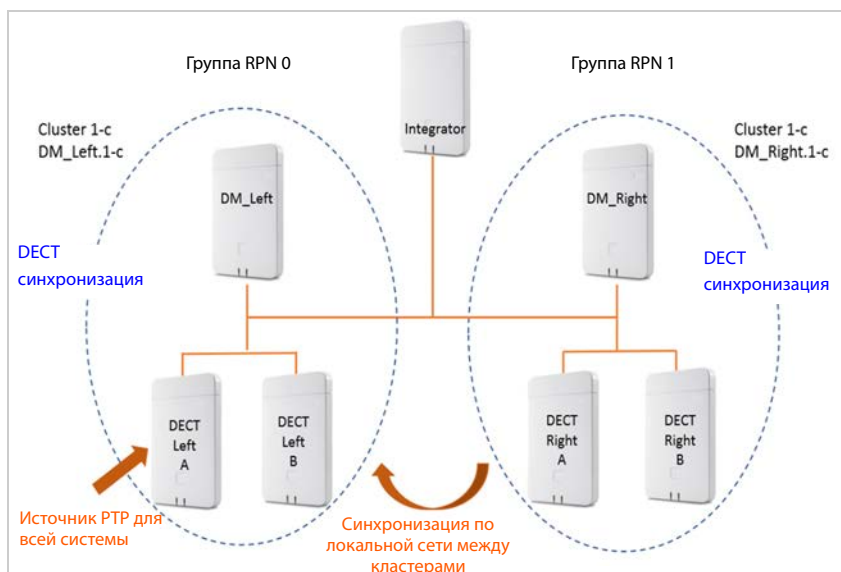 Группа RPN 0
Группа RPN 1
Integrator
Cluster 1-c
DM_Left.1-c
Cluster 1-c
DM_Right.1-c
DM_Left
DM_Right
DECT
синхронизация
DECT
синхронизация
DECT
Left
A
DECT
Left
B
DECT
Right
A
DECT
Right
B
Источник PTP для
всей системы
Синхронизация по
локальной сети между
кластерами